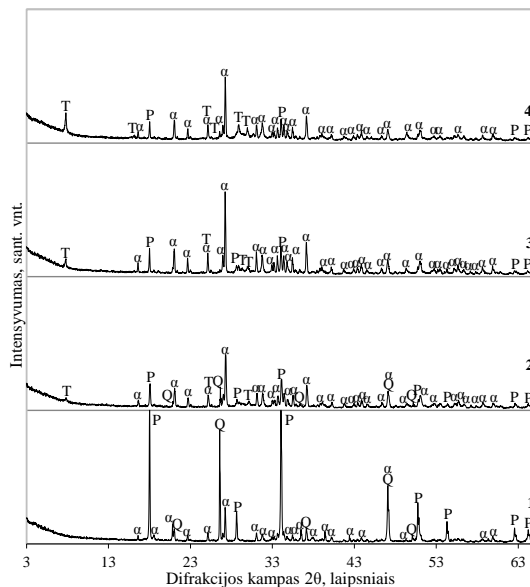 α
T P α α T α T α α T T α α α P α α α α α α α α α α α α α α α α α P P 4
α
T P α α α T α α P T T α α α α P α α α α α α α α α α α α α α α α α P P 3
α
T α P Q α α T Q α P T α α α α P α α Q α α α α α α α α Q α Q P α α P α α α α α α P P 2
P α α Q α α Q α P α α α P α α Q α α α α α α Q α Q P P α α P P 1
3 13 23 33 43 53 63
Difrakcijos kampas 2θ, laipsniais
Intensyvumas, sant. vnt.